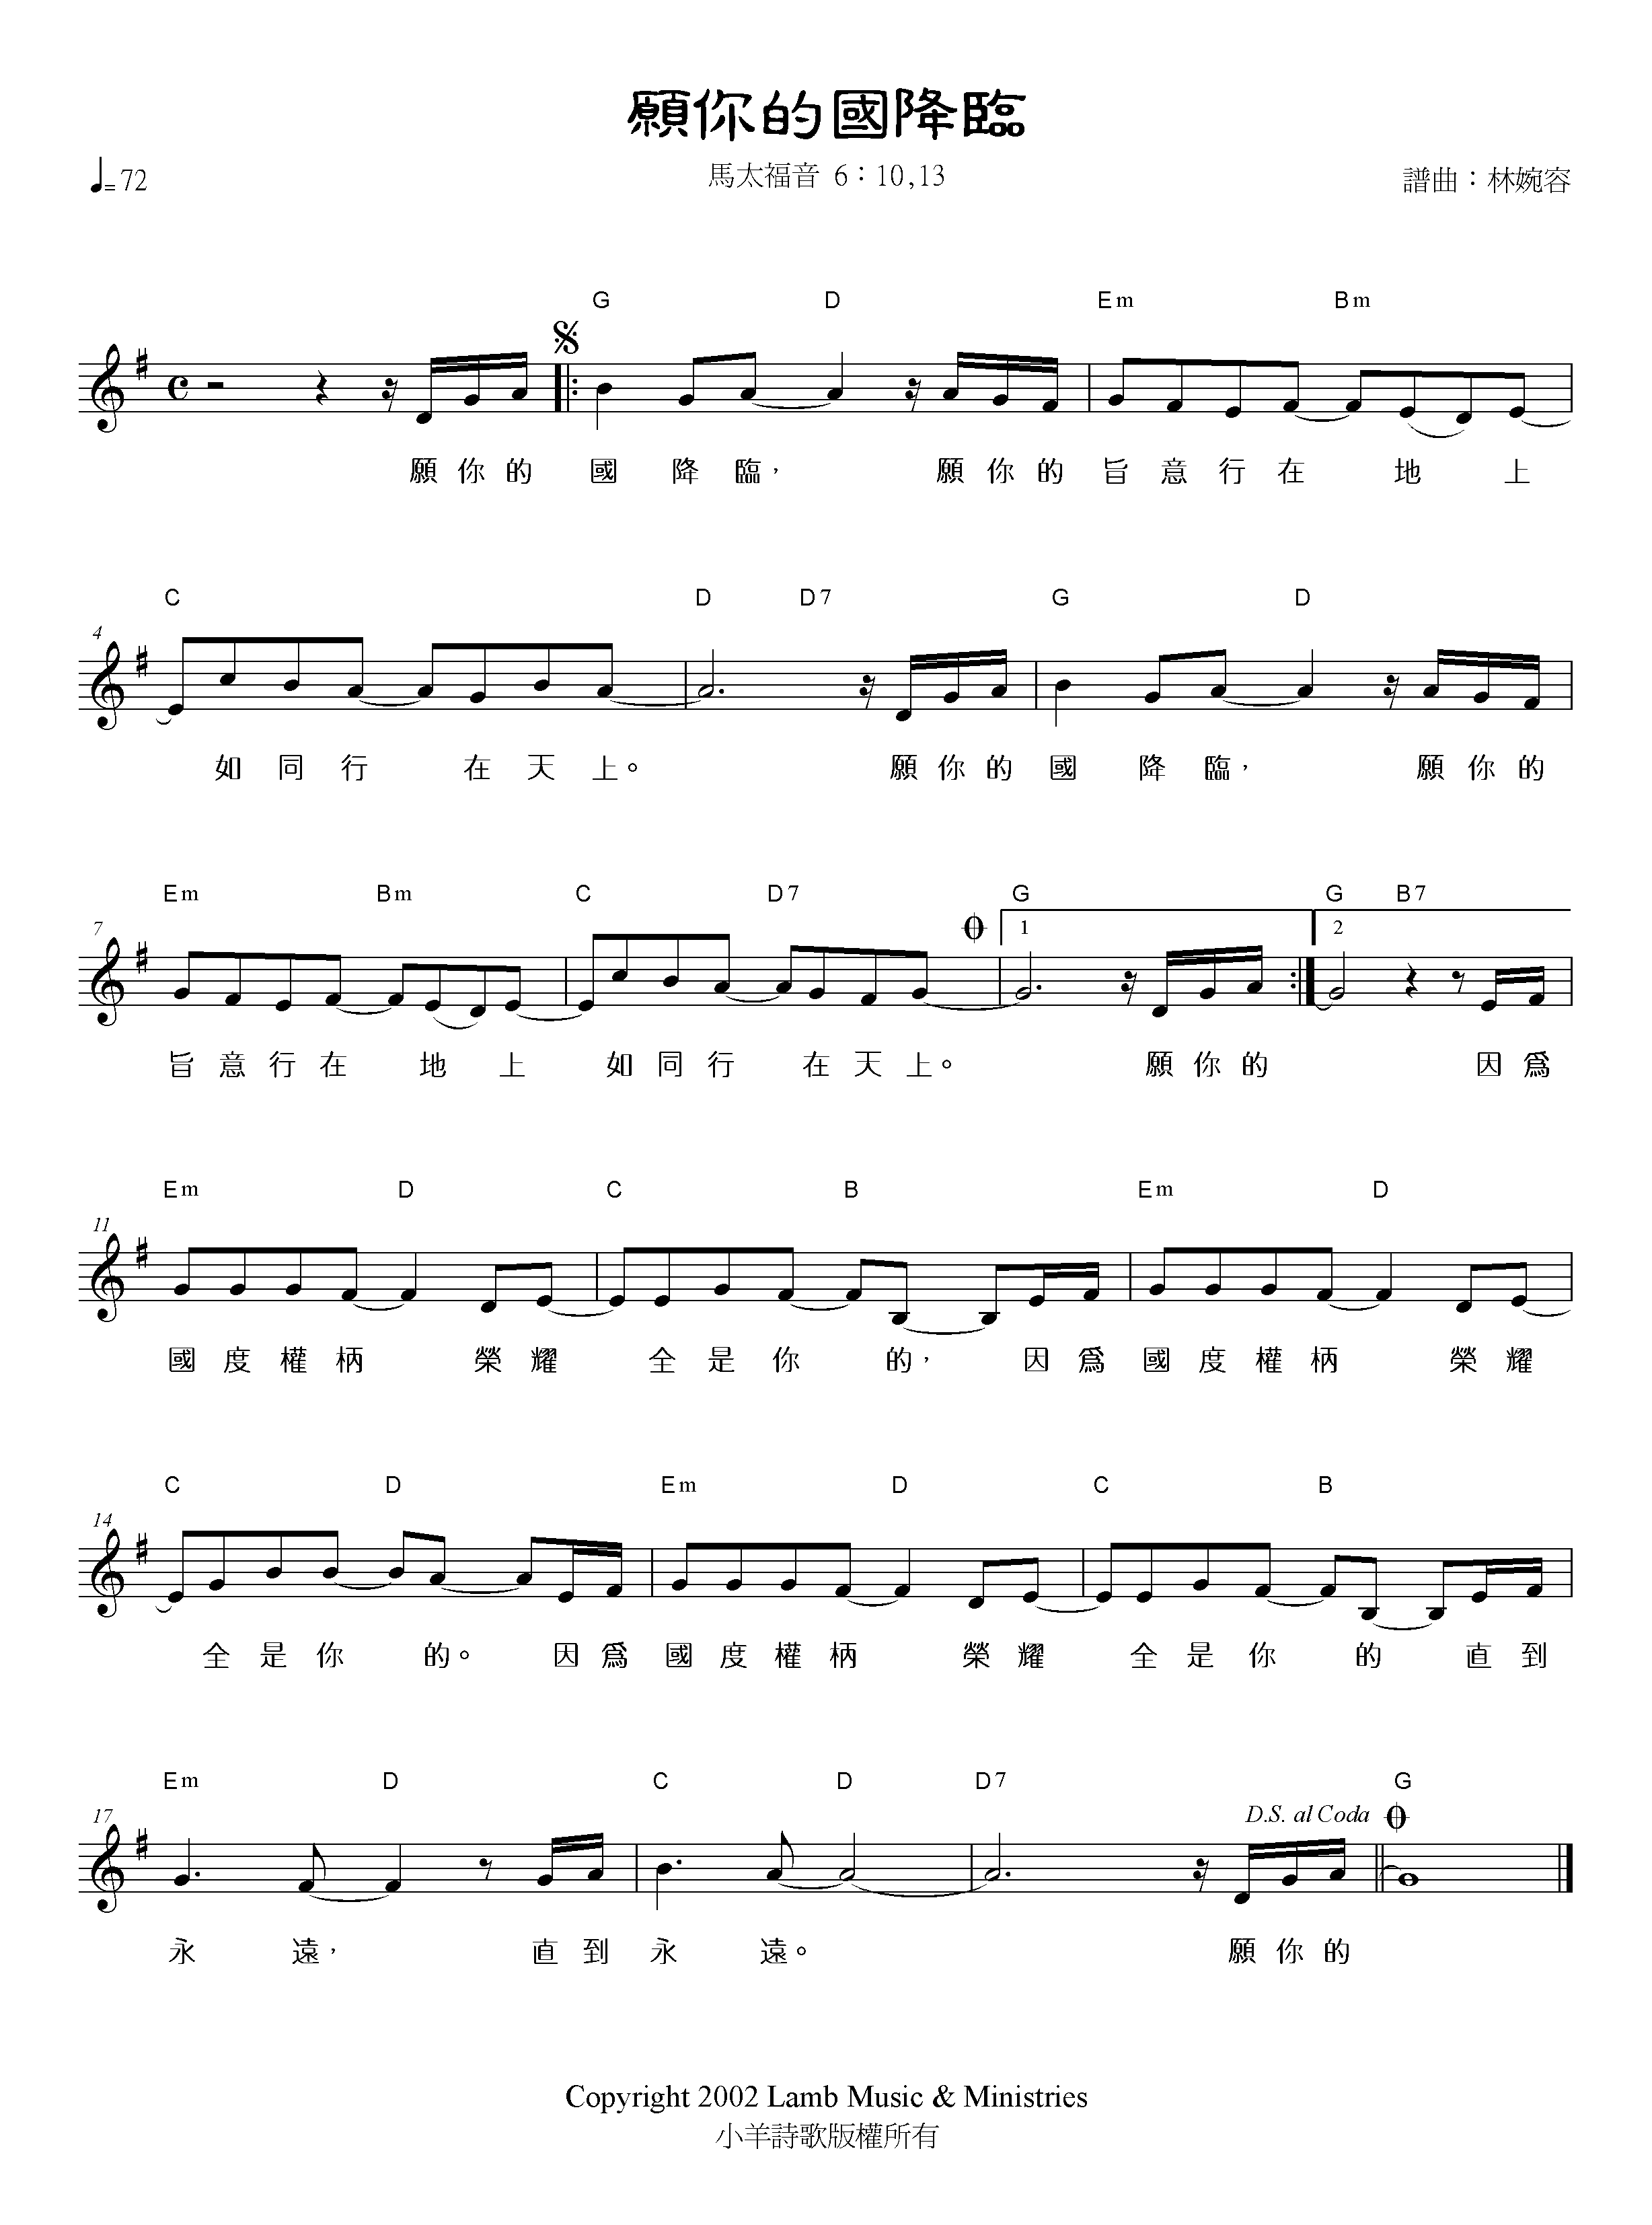 願你的國降臨
馬太福音 6：10,13
♩=72
譜曲：林婉容
G D Em Bm
願你的 國降臨， 願你的 旨意行在 地 上
C D D7 G D
4
如同行 在天上。 願你的 國降臨， 願你的
Em Bm C D7 G G B7
7 1 2
旨意行在 地 上 如同行 在天上。 願你的 因爲
Em D C B Em D
11
國度權柄 榮耀 全是你 的， 因爲 國度權柄 榮耀
C D Em D C B
14
全是你 的。 因爲 國度權柄 榮耀 全是你 的 直到
Em D C D D7 G
17 D.S. al Coda
永 遠， 直到 永 遠。 願你的
Copyright 2002 Lamb Music & Ministries
小羊詩歌版權所有